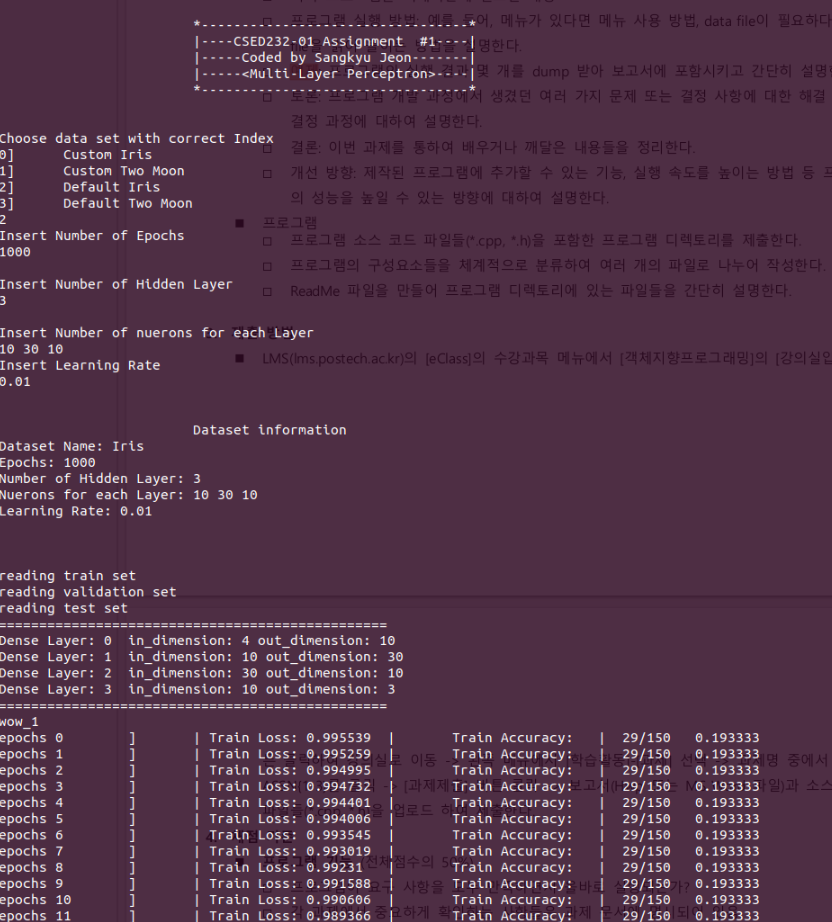 *----------------------------------*
|----CSED232-01 Assignment  #1----|
|-----Coded by Sangkyu Jeon-------|
|-----<Multi-Layer Perceptron>----|
*----------------------------------*
Choose data set with correct Index
0]      Custom Iris
1]      Custom Two Moon
2]      Default Iris
3]      Default Two Moon
2
Insert Number of Epochs
1000
Insert Number of Hidden Layer
3
Insert Number of nuerons for each Layer
10 30 10
Insert Learning Rate
0.01
Dataset information
Dataset Name: Iris
Epochs: 1000
Number of Hidden Layer: 3
Nuerons for each Layer: 10 30 10
Learning Rate: 0.01
reading train set
reading validation set
reading test set
================================================
Dense Layer: 0  in_dimension: 4 out_dimension: 10
Dense Layer: 1  in_dimension: 10 out_dimension: 30
Dense Layer: 2  in_dimension: 30 out_dimension: 10
Dense Layer: 3  in_dimension: 10 out_dimension: 3
================================================
wow_1
epochs 0        ]       | Train Loss: 0.995539  |       Train Accuracy:   |  29/150   0.193333
epochs 1        ]       | Train Loss: 0.995259  |       Train Accuracy:   |  29/150   0.193333
epochs 2        ]       | Train Loss: 0.994995  |       Train Accuracy:   |  29/150   0.193333
epochs 3        ]       | Train Loss: 0.994732  |       Train Accuracy:   |  29/150   0.193333
epochs 4        ]       | Train Loss: 0.994401  |       Train Accuracy:   |  29/150   0.193333
epochs 5        ]       | Train Loss: 0.994006  |       Train Accuracy:   |  29/150   0.193333
epochs 6        ]       | Train Loss: 0.993545  |       Train Accuracy:   |  29/150   0.193333
epochs 7        ]       | Train Loss: 0.993019  |       Train Accuracy:   |  29/150   0.193333
epochs 8        ]       | Train Loss: 0.99231   |       Train Accuracy:   |  29/150   0.193333
epochs 9        ]       | Train Loss:   |       Train Accuracy:   |  29/150   0.193333
epochs 10       ]       | Train Loss: 0.990606  |       Train Accuracy:   |  29/150   0.193333
epochs 11       ]       | Train Loss: 0.989366  |       Train Accuracy:   |  29/150   0.193333
프로그램 실행 방법: 예를 들어, 메뉴가 있다면 메뉴 사용 방법, data file이 필요하다
몇 개를 dump 받아 보고서에 포함시키고 간단히 설명
토론: 프로그램 개발 과정에서 생겼던 여러 가지 문제 또는 결정 사항에 대한 해결
결정 과정에 대하여 설명한다.
결론: 이번 과제를 통하여 배우거나 깨달은 내용들을 정리한다.
개선 방향: 제작된 프로그램에 추가할 수 있는 기능, 실행 속도를 높이는 방법 등 프
의 성능을 높일 수 있는 방향에 대하여 설명한다.
■ 프로그램
□ 프로그램 소스 코드 파일들(*.cpp, *.h)을 포함한 프로그램 디렉토리를 제출한다.
□ 프로그램의 구성요소들을 체계적으로 분류하여 여러 개의 파일로 나누어 작성한다.
□ ReadMe 파일을 만들어 프로그램 디렉토리에 있는 파일들을 간단히 설명한다.
■ LMS(lms.postech.ac.kr)의 [eClass]의 수강과목 메뉴에서 [객체지향프로그래밍]의 [강의실입